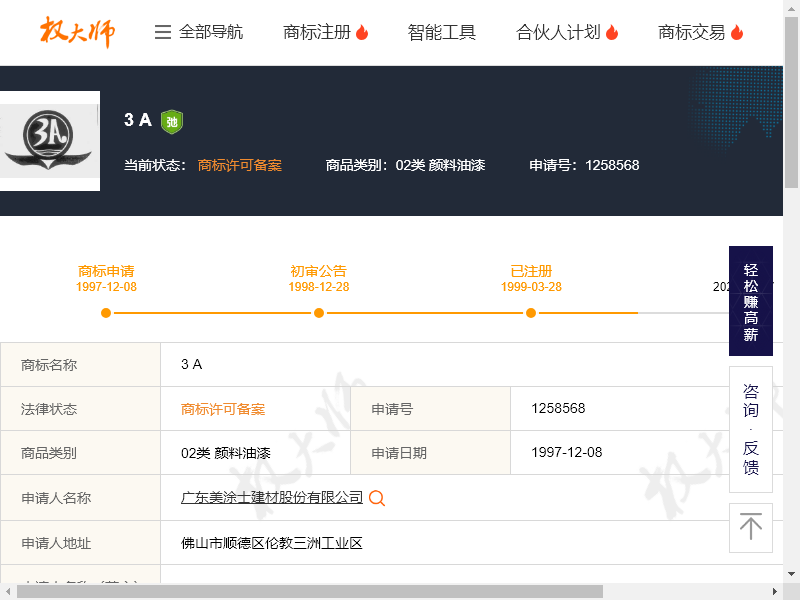 权大师 全部导航 商标注册 智能工具 合伙人计划 商标交易
3A
3 A 弛
当前状态： 商标许可备案 商品类别：02类 颜料油漆 申请号：1258568
商标申请 初审公告 已注册
1997-12-08 1998-12-28 1999-03-28
轻松赚高薪
商标名称 3 A
法律状态 商标许可备案 申请号 1258568
商品类别 02类 颜料油漆 申请日期 1997-12-08
咨询·反馈
申请人名称 广东美涂士建材股份有限公司
申请人地址 佛山市顺德区伦教三洲工业区
权大师 权大